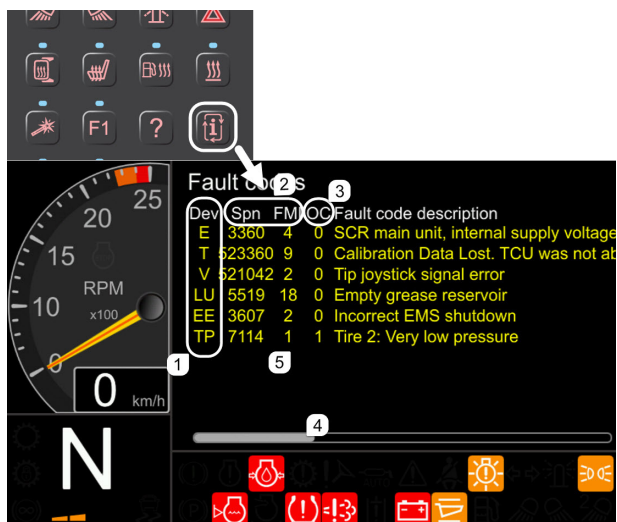 F1
?
i
Fault codes
2
3
Dev Spn FMI OC Fault code description
E 3360 4 0 SCR main unit, internal supply voltage
T 523360 9 0 Calibration Data Lost. TCU was not ab
V 521042 2 0 Tip joystick signal error
LU 5519 18 0 Empty grease reservoir
EE 3607 2 0 Incorrect EMS shutdown
TP 7114 1 1 Tire 2: Very low pressure
1
5
4
25
20
15
10
0
RPM
x100
0 km/h
N